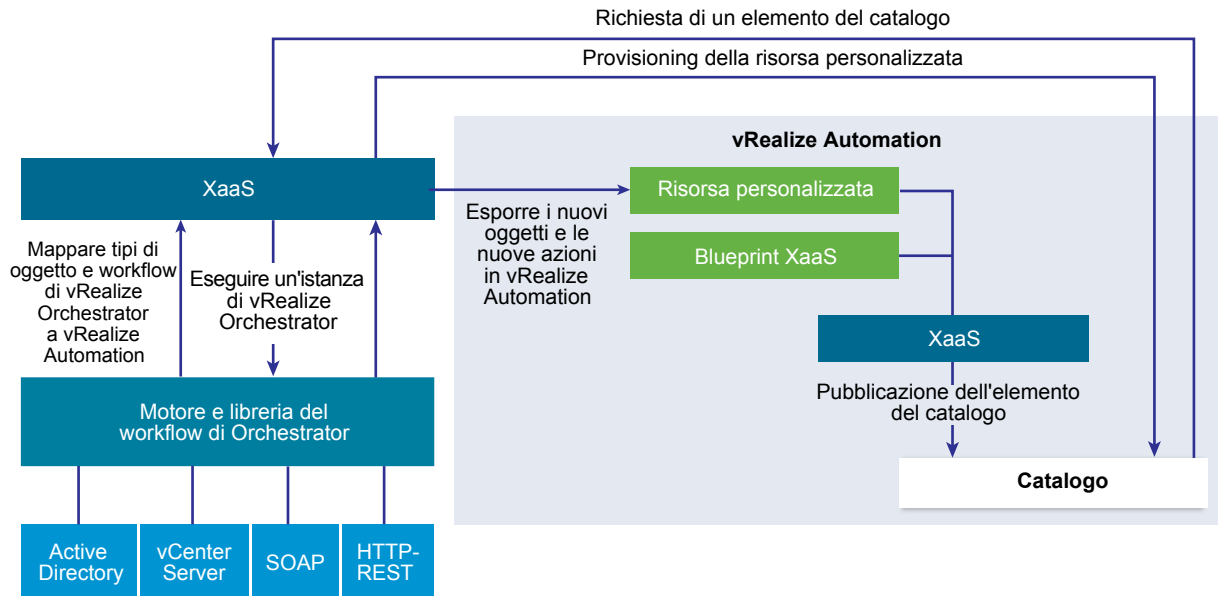 Richiesta di un elemento del catalogo
Provisioning della risorsa personalizzata
vRealize Automation
XaaS
Risorsa personalizzata
Esporre i nuovi
oggetti e le
nuove azioni
in vRealize
Automation
Blueprint XaaS
Mappare tipi di
oggetto e workflow
di vRealize
Orchestrator
a vRealize
Automation
Eseguire un'istanza
di vRealize
Orchestrator
XaaS
Pubblicazione dell'elemento
del catalogo
Motore e libreria del
workflow di Orchestrator
Catalogo
Active
Directory
vCenter
Server
SOAP
HTTP-
REST